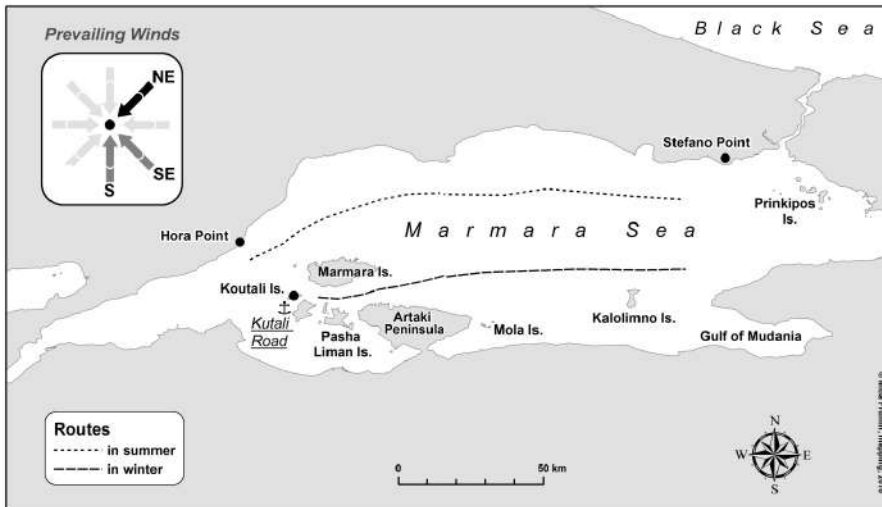 Prevailing Winds
NE
SE
S
Black Sea
Stefano Point
Prinkipos
Is.
Hora Point
Marmara Sea
Marmara Is.
Koutali Is.
Kutali
Road
Pasha
Liman Is.
Artaki
Peninsula
Mola Is.
Kalolimno Is.
Gulf of Mudania
Routes
in summer
in winter
0
50 km
N
W
E
S